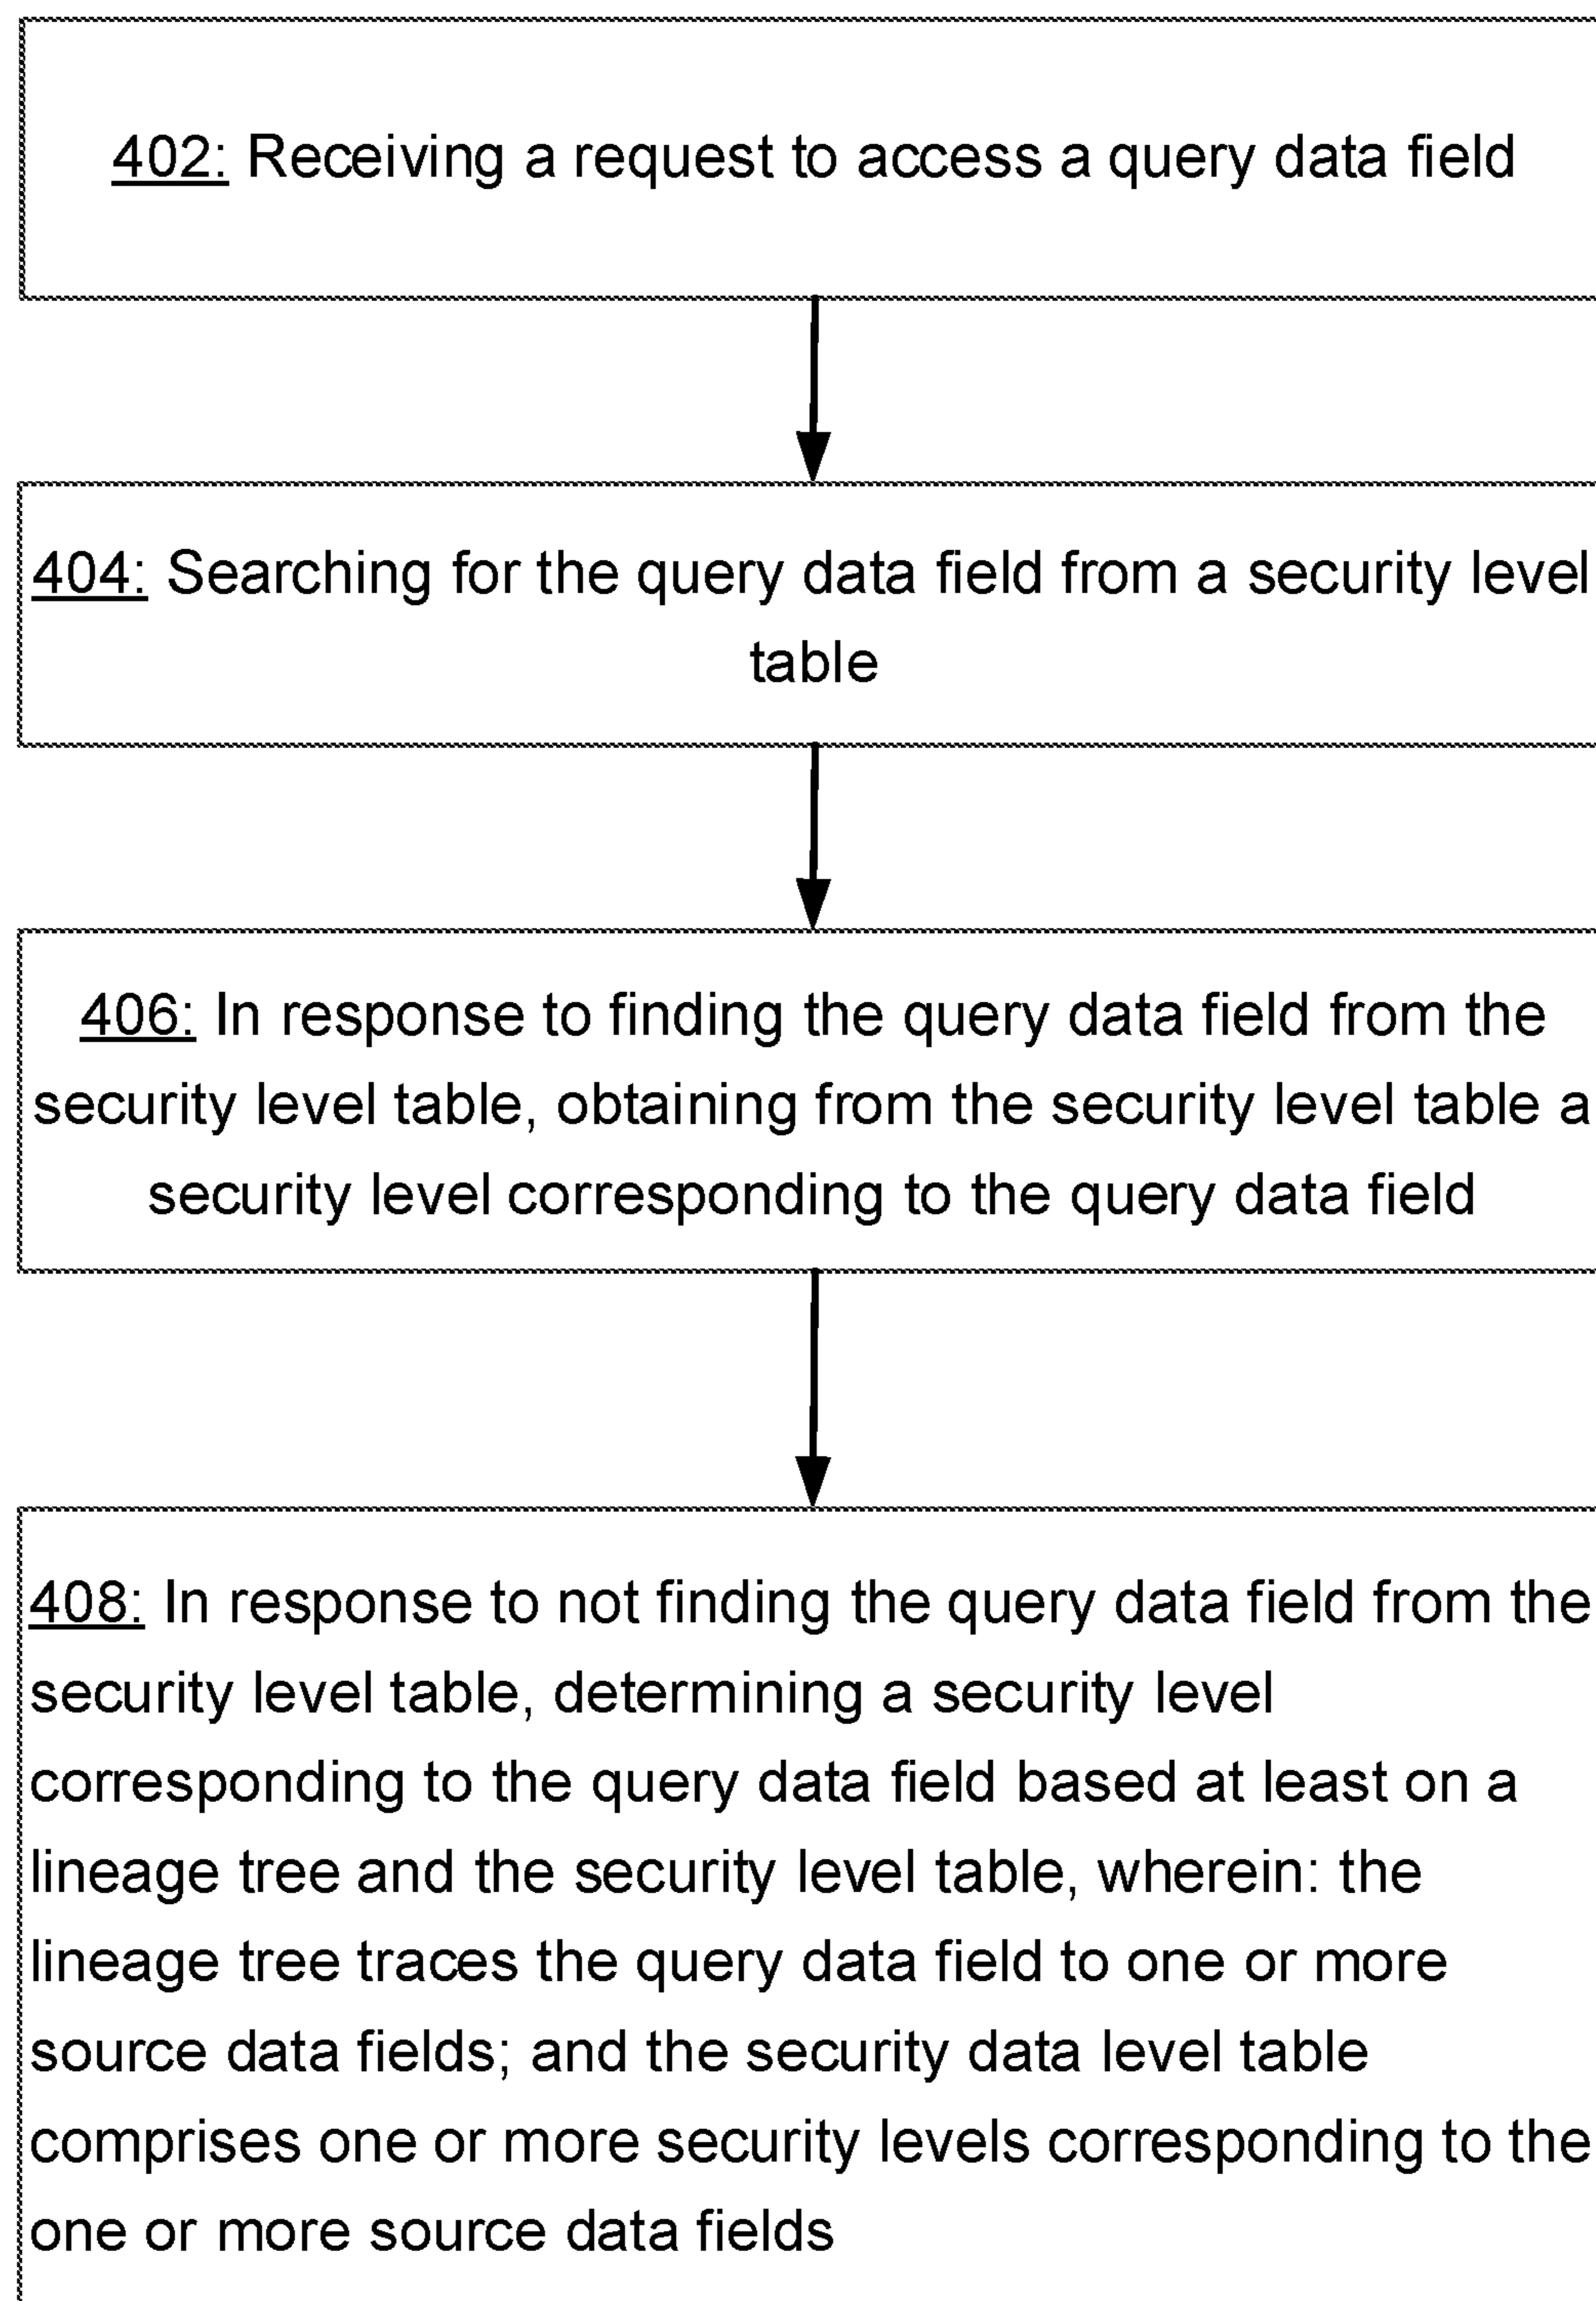 402: Receiving a request to access a query data field
404: Searching for the query data field from a security level
table
406: In response to finding the query data field from the
security level table, obtaining from the security level table a
security level corresponding to the query data field
408: In response to not finding the query data field from the
security level table, determining a security level
corresponding to the query data field based at least on a
lineage tree and the security level table, wherein: the
lineage tree traces the query data field to one or more
source data fields; and the security data level table
comprises one or more security levels corresponding to the
one or more source data fields